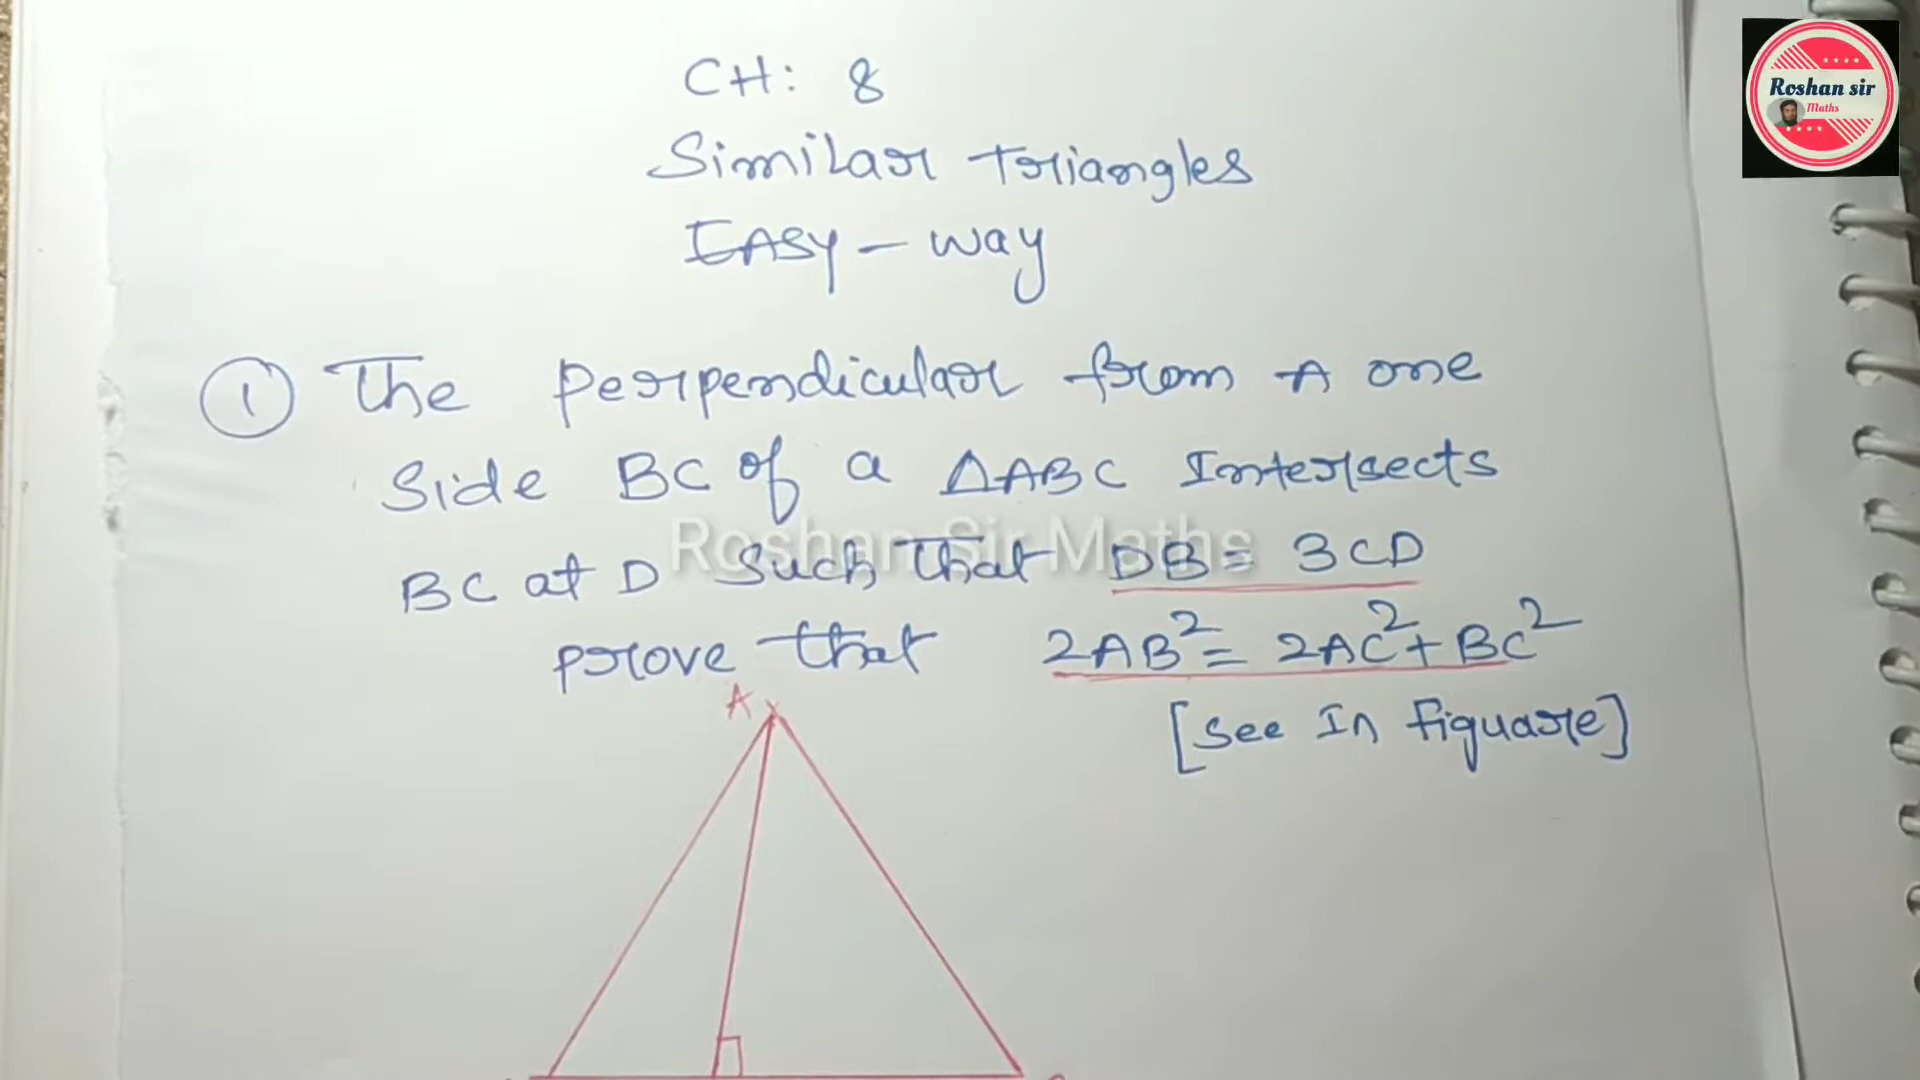 CH: 8
Similar Triangles
EASY - way
Roshan sir
Maths
① The perpendicular from A one
Side BC of a △ABC Intersects
Roshan Sir Maths
BC at D Such That DB = 3CD
prove that 2AB² = 2AC² + BC²
A
[See In Fiquare]